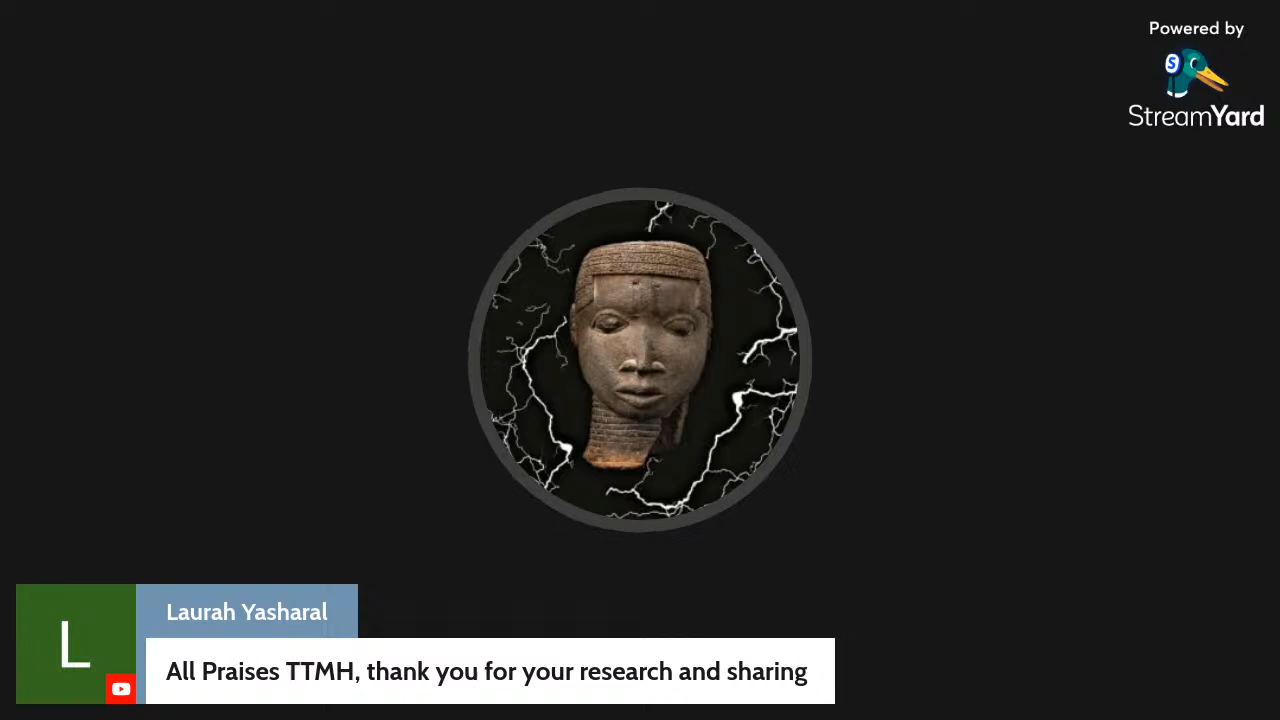 Powered by
S
StreamYard
L
Laurah Yasharal
All Praises TTMH, thank you for your research and sharing